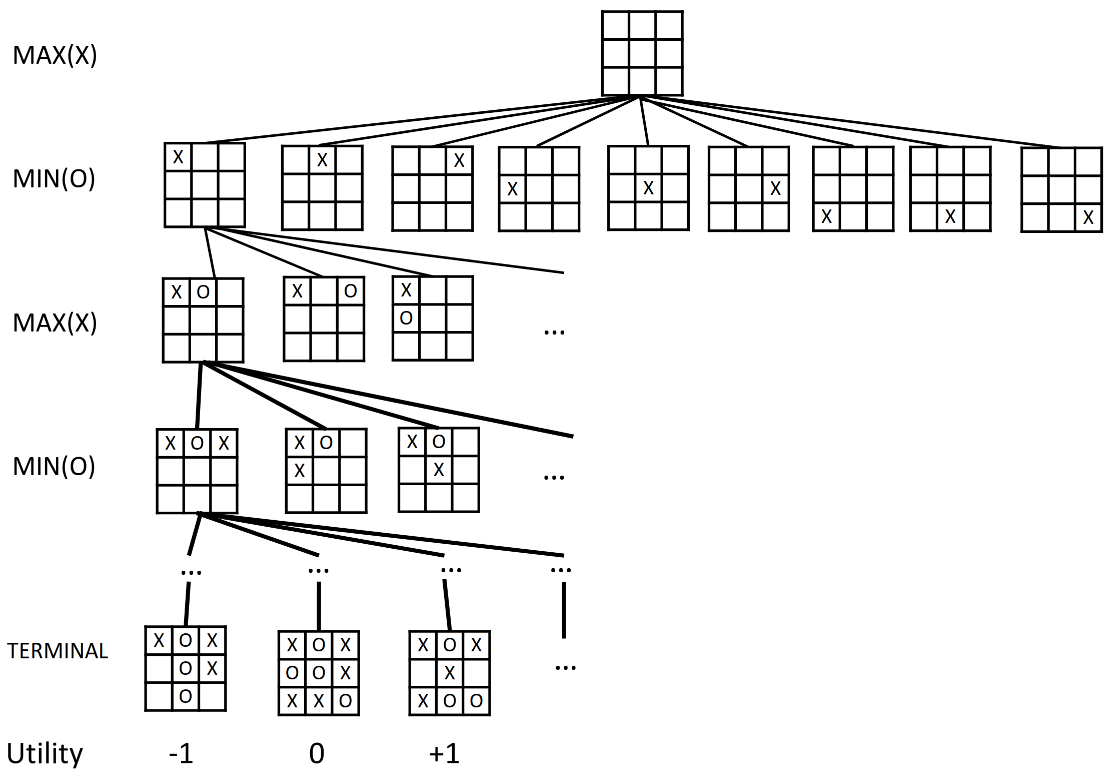 MAX(X)
MIN(O)
X
X
X
X
X
X
X
X
X
MAX(X)
X O
X O
X
O
...
MIN(O)
X O X
X O
X
X O
X
...
... ... ... ...
TERMINAL
X O X
O X
O
X O X
O O X
X X O
X O X
X
X O O
...
Utility -1 0 +1